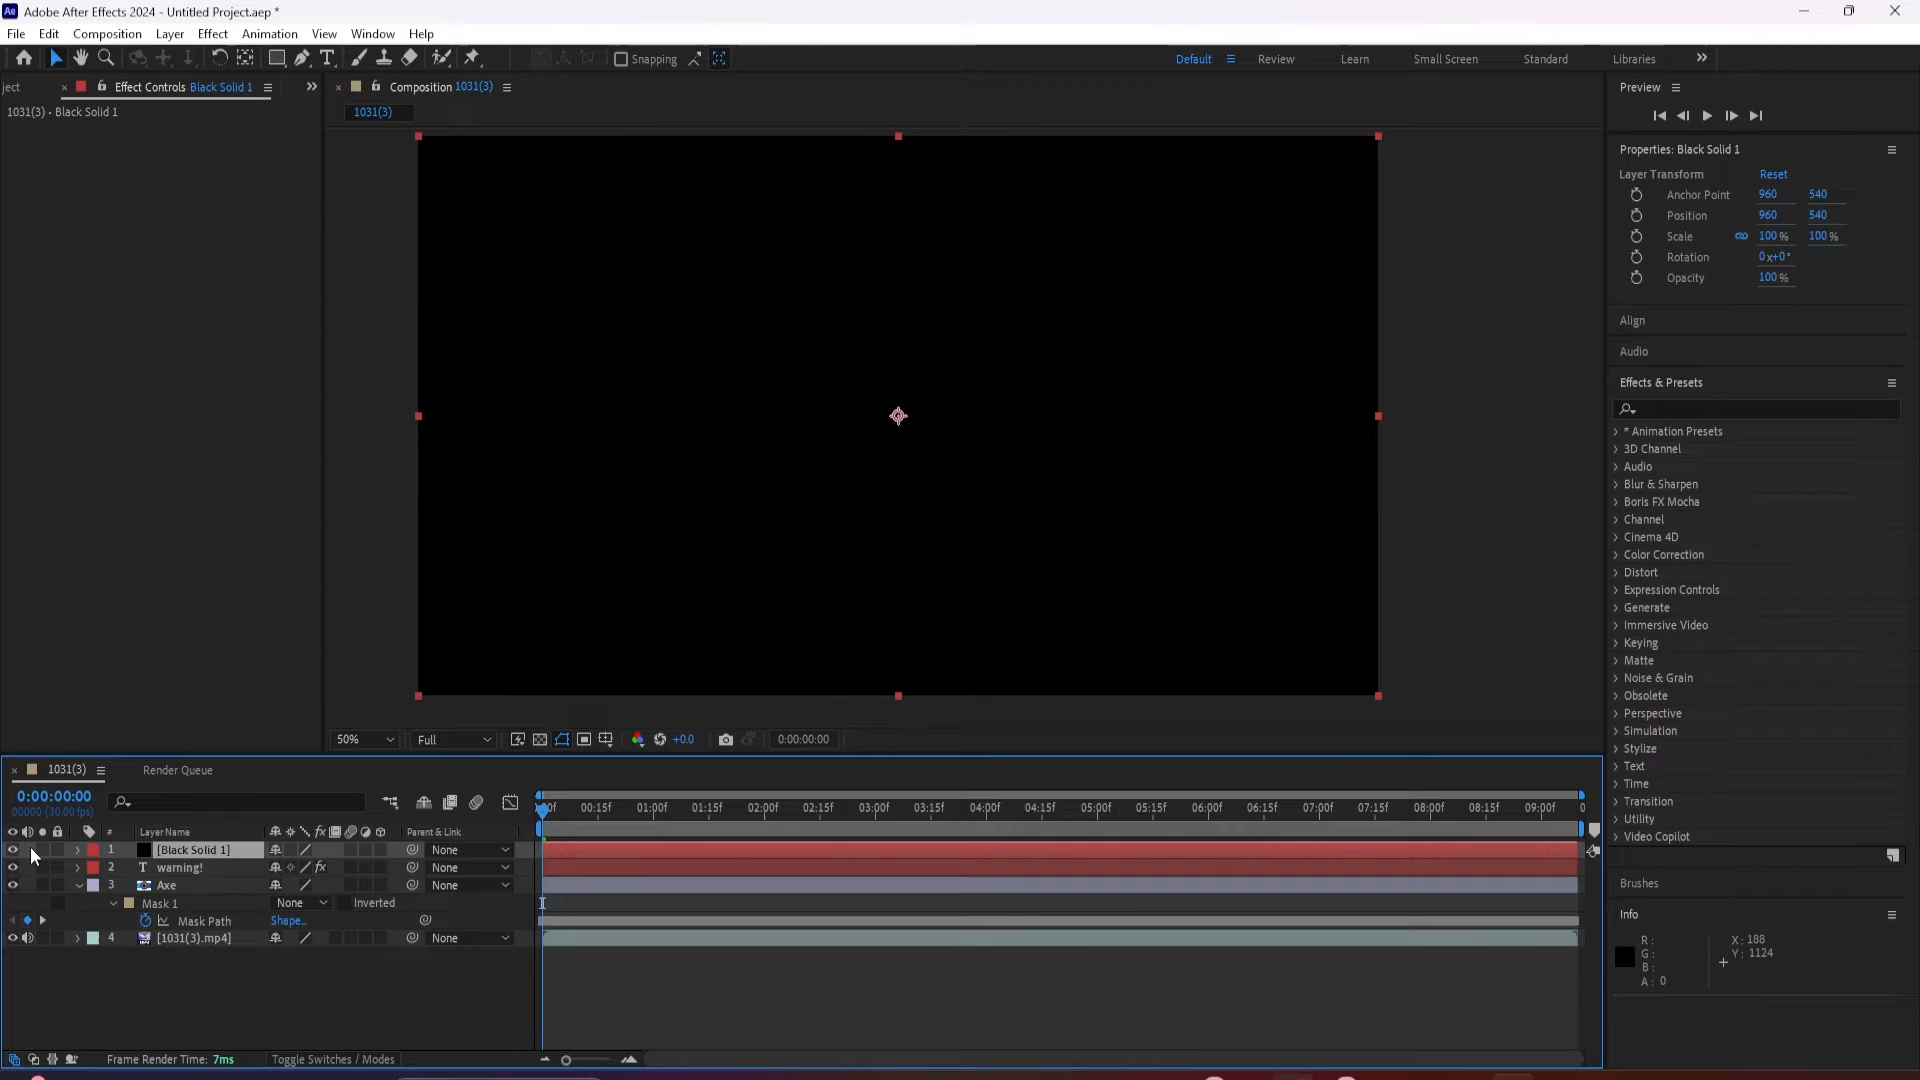 Ae Adobe After Effects 2024 - Untitled Project.aep *
File Edit Composition Layer Effect Animation View Window Help
Snapping Default Review Learn Small Screen Standard Libraries
ject × Effect Controls Black Solid 1
1031(3) • Black Solid 1
× Composition 1031(3)
1031(3)
Preview
Properties: Black Solid 1
Layer Transform Reset
Anchor Point 960 540
Position 960 540
Scale 100 % 100 %
Rotation 0 x+0 °
Opacity 100 %
Align
Audio
Effects & Presets
* Animation Presets
3D Channel
Audio
Blur & Sharpen
Boris FX Mocha
Channel
Cinema 4D
Color Correction
Distort
Expression Controls
Generate
Immersive Video
Keying
Matte
Noise & Grain
Obsolete
Perspective
Simulation
Stylize
Text
Time
Transition
Utility
Video Copilot
Brushes
Info
R :
G :
B :
A : 0
X : 188
Y : 1124
50% Full +0.0 0:00:00:00
× 1031(3) Render Queue
0:00:00:00
00000 (30.00 fps)
00f 00:15f 01:00f 01:15f 02:00f 02:15f 03:00f 03:15f 04:00f 04:15f 05:00f 05:15f 06:00f 06:15f 07:00f 07:15f 08:00f 08:15f 09:00f 0
# Layer Name fx Parent & Link
1 [Black Solid 1] None
2 T warning! fx None
3 Axe None
Mask 1 None Inverted
Mask Path Shape...
4 [1031(3).mp4] None
Frame Render Time: 7ms Toggle Switches / Modes